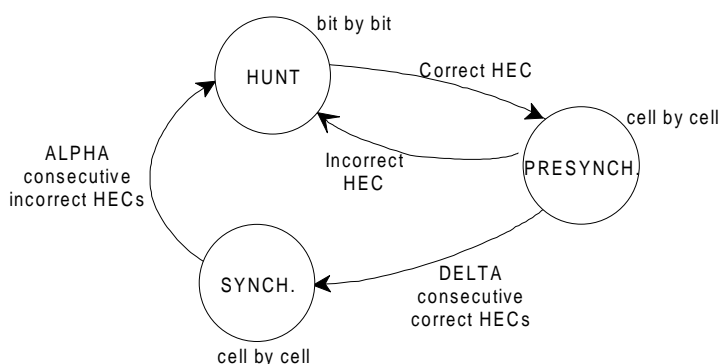 bit by bit
HUNT
Correct HEC
cell by cell
Incorrect
HEC
PRESYNCH.
ALPHA
consecutive
incorrect HECs
SYNCH.
DELTA
consecutive
correct HECs
cell by cell